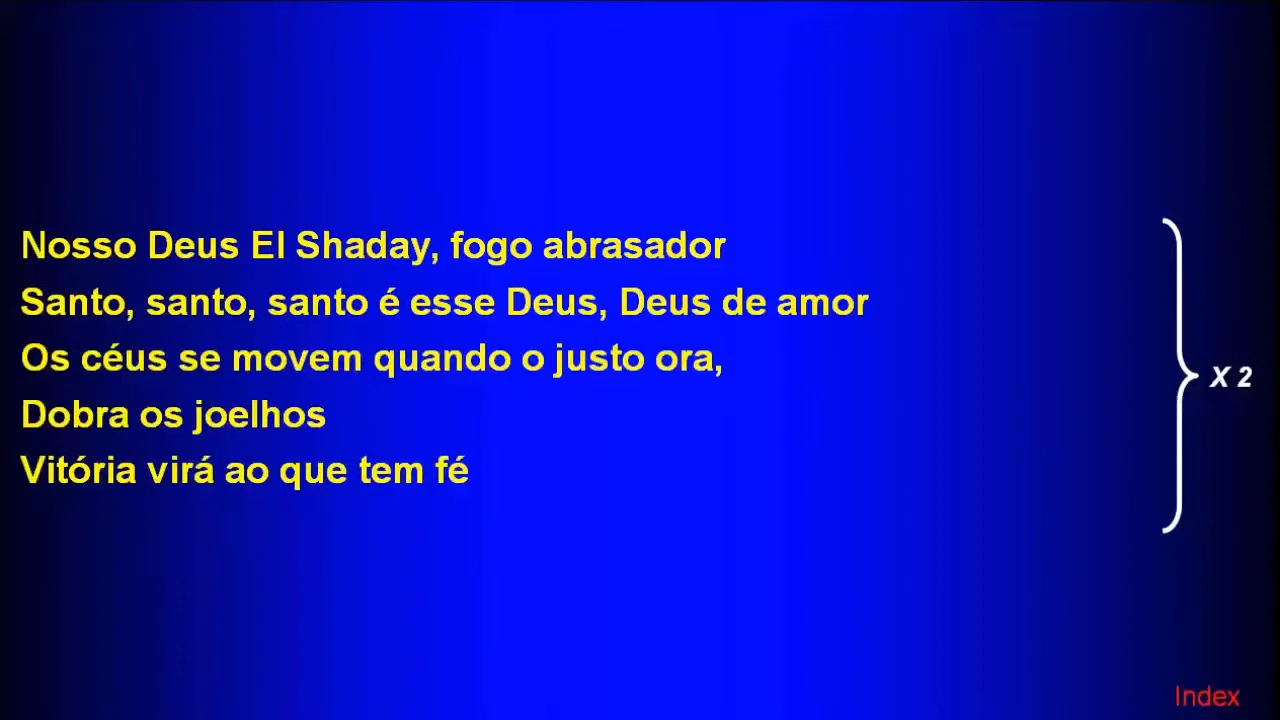 Nosso Deus El Shaday, fogo abrasador
Santo, santo, santo é esse Deus, Deus de amor
Os céus se movem quando o justo ora,
Dobra os joelhos
Vitória virá ao que tem fé
X 2
Index